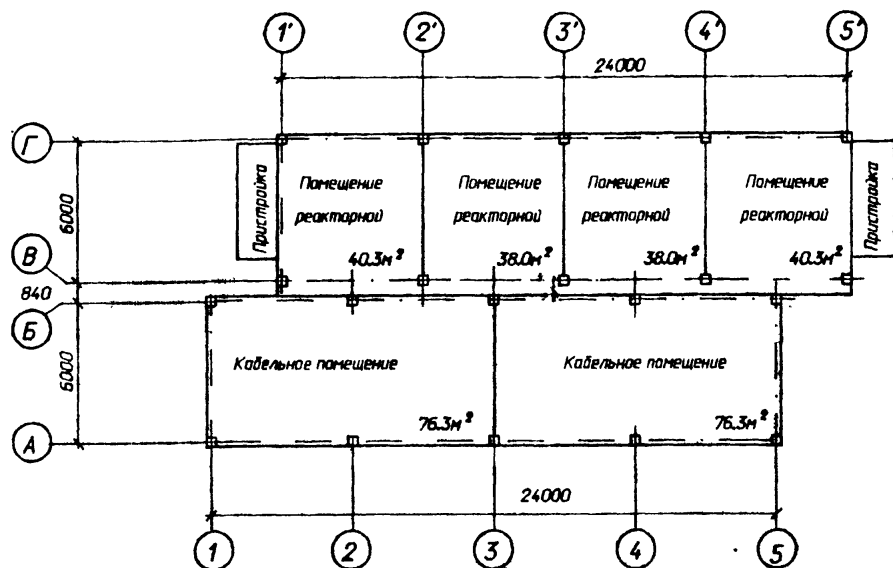 1' 2' 3' 4' 5'
24000
Г
Пристройка
Помещение реакторной
40.3м²
Помещение реакторной
38.0м²
Помещение реакторной
38.0м²
Помещение реакторной
40.3м²
Пристройка
6000
В
840
Б
6000
Кабельное помещение
76.3м²
Кабельное помещение
76.3м²
А
24000
1 2 3 4 5